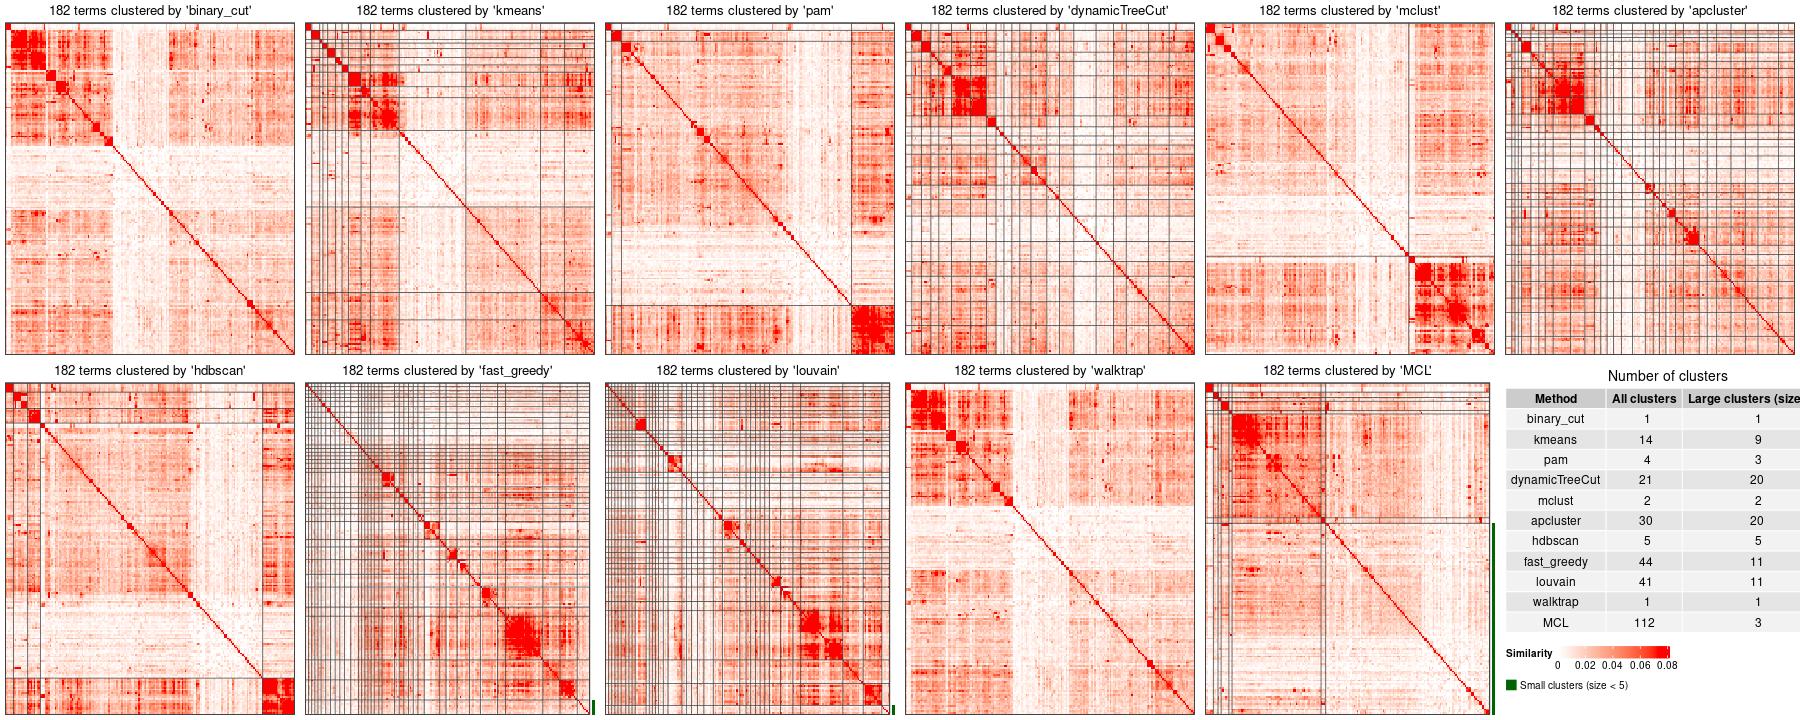 182 terms clustered by 'binary_cut'
182 terms clustered by 'kmeans'
182 terms clustered by 'pam'
182 terms clustered by 'dynamicTreeCut'
182 terms clustered by 'mclust'
182 terms clustered by 'apcluster'
182 terms clustered by 'hdbscan'
182 terms clustered by 'fast_greedy'
182 terms clustered by 'louvain'
182 terms clustered by 'walktrap'
182 terms clustered by 'MCL'
Number of clusters
Method All clusters Large clusters (size
binary_cut 1 1
kmeans 14 9
pam 4 3
dynamicTreeCut 21 20
mclust 2 2
apcluster 30 20
hdbscan 5 5
fast_greedy 44 11
louvain 41 11
walktrap 1 1
MCL 112 3
Similarity
0 0.02 0.04 0.06 0.08
Small clusters (size < 5)